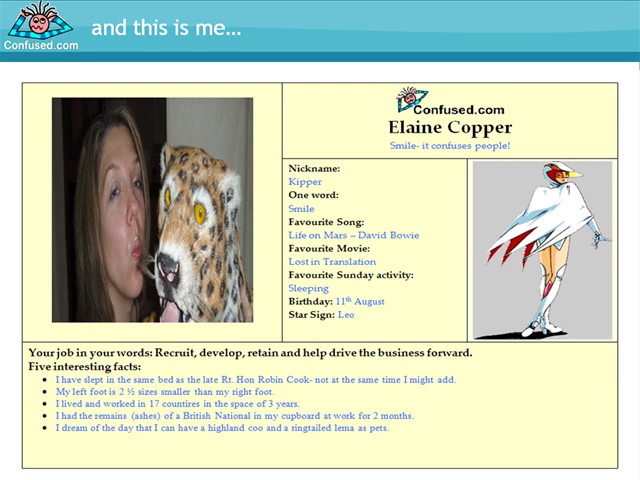 Confused.com
and this is me…
Confused.com
Elaine Copper
Smile- it confuses people!
Nickname:
Kipper
One word:
Smile
Favourite Song:
Life on Mars – David Bowie
Favourite Movie:
Lost in Translation
Favourite Sunday activity:
Sleeping
Birthday: 11th August
Star Sign: Leo
Your job in your words: Recruit, develop, retain and help drive the business forward.
Five interesting facts:
• I have slept in the same bed as the late Rt. Hon Robin Cook- not at the same time I might add.
• My left foot is 2 ½ sizes smaller than my right foot.
• I lived and worked in 17 countires in the space of 3 years.
• I had the remains (ashes) of a British National in my cupboard at work for 2 months.
• I dream of the day that I can have a highland coo and a ringtailed lema as pets.